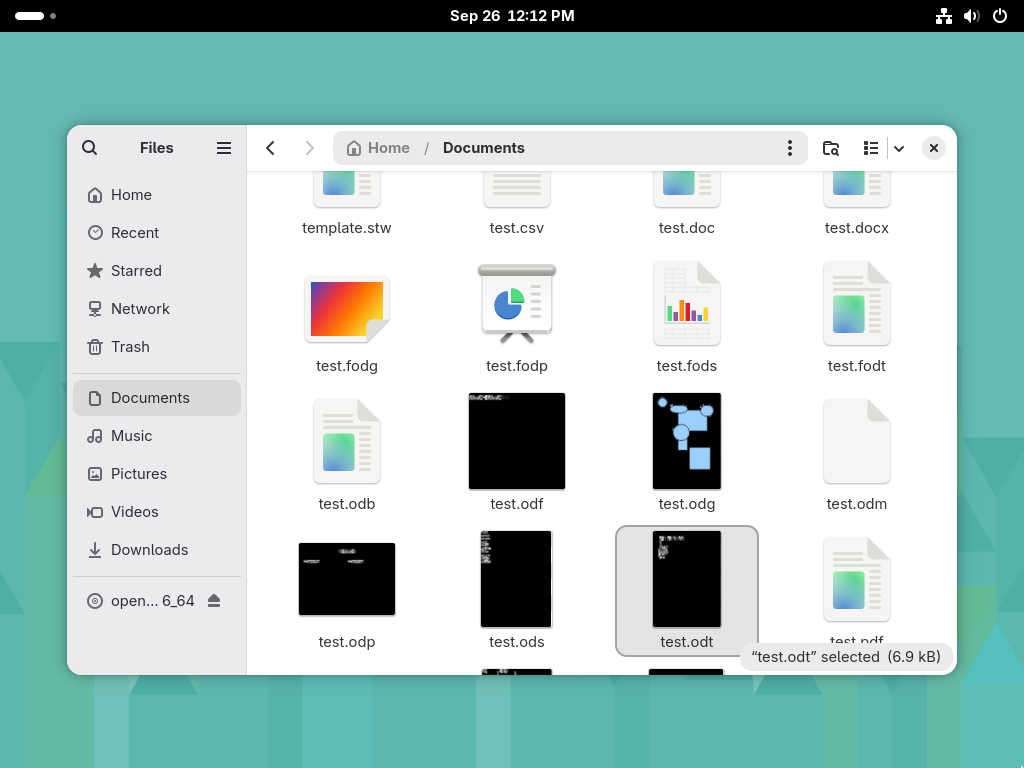 Sep 26 12:12 PM
Files
Home / Documents
Home
Recent
Starred
Network
Trash
Documents
Music
Pictures
Videos
Downloads
open… 6_64
template.stw
test.csv
test.doc
test.docx
test.fodg
test.fodp
test.fods
test.fodt
test.odb
test.odf
test.odg
test.odm
test.odp
test.ods
test.odt
test.pdf
“test.odt” selected (6.9 kB)